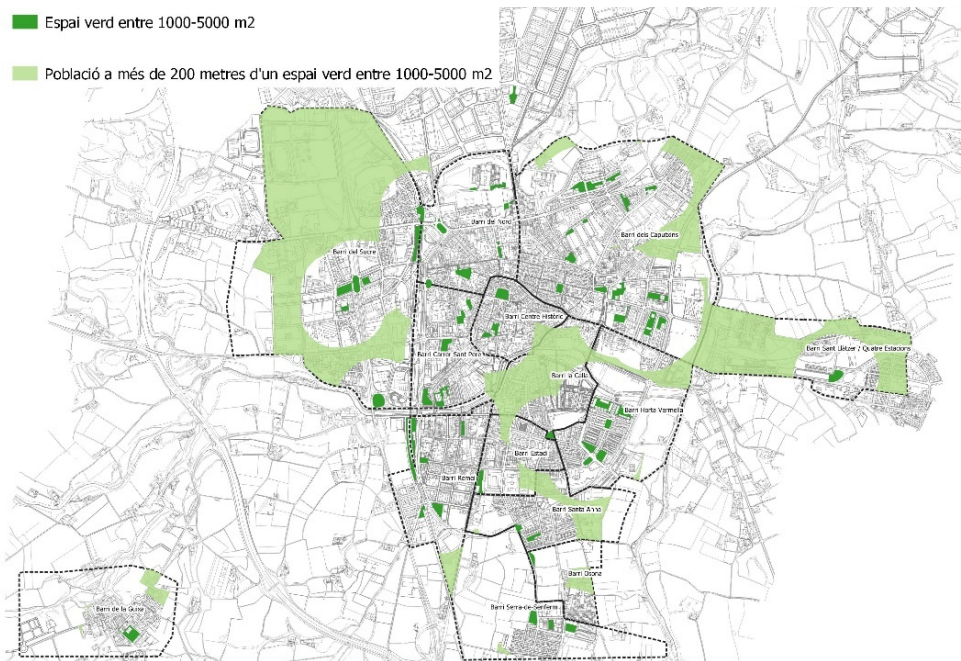 Espai verd entre 1000-5000 m2
Població a més de 200 metres d'un espai verd entre 1000-5000 m2
Barri del Nord
Barri dels Caputxins
Barri del Sucre
Barri Centre Històric
Barri Sant Llàtzer / Quatre Estacions
Barri Carrer Sant Pere
Barri la Calla
Barri Horta Vermella
Barri Estació
Barri Remei
Barri Santa Anna
Barri Osona
Barri de la Guixa
Barri Serra-de-Senferm